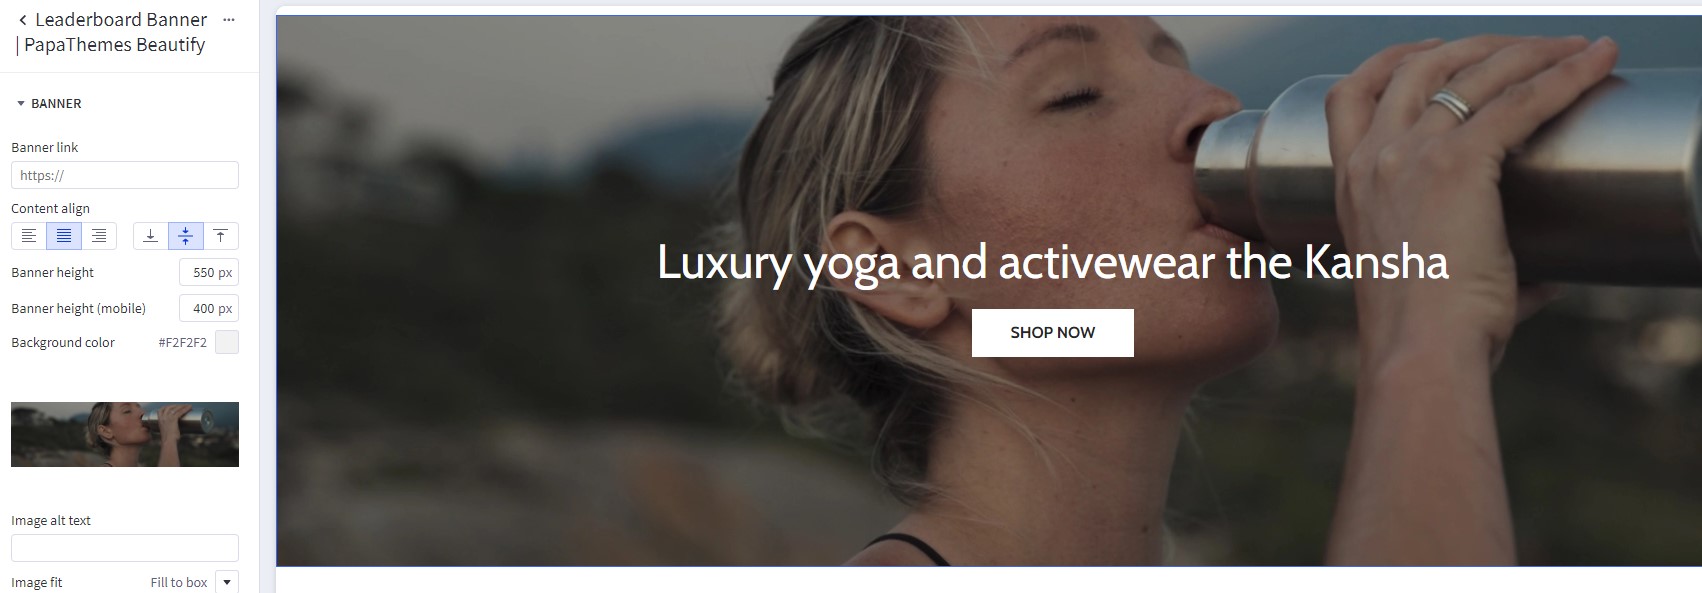 Leaderboard Banner
| PapaThemes Beautify
BANNER
Banner link
https://
Content align
Banner height 550 px
Banner height (mobile) 400 px
Background color #F2F2F2
Image alt text
Image fit Fill to box
Luxury yoga and activewear the Kansha
SHOP NOW